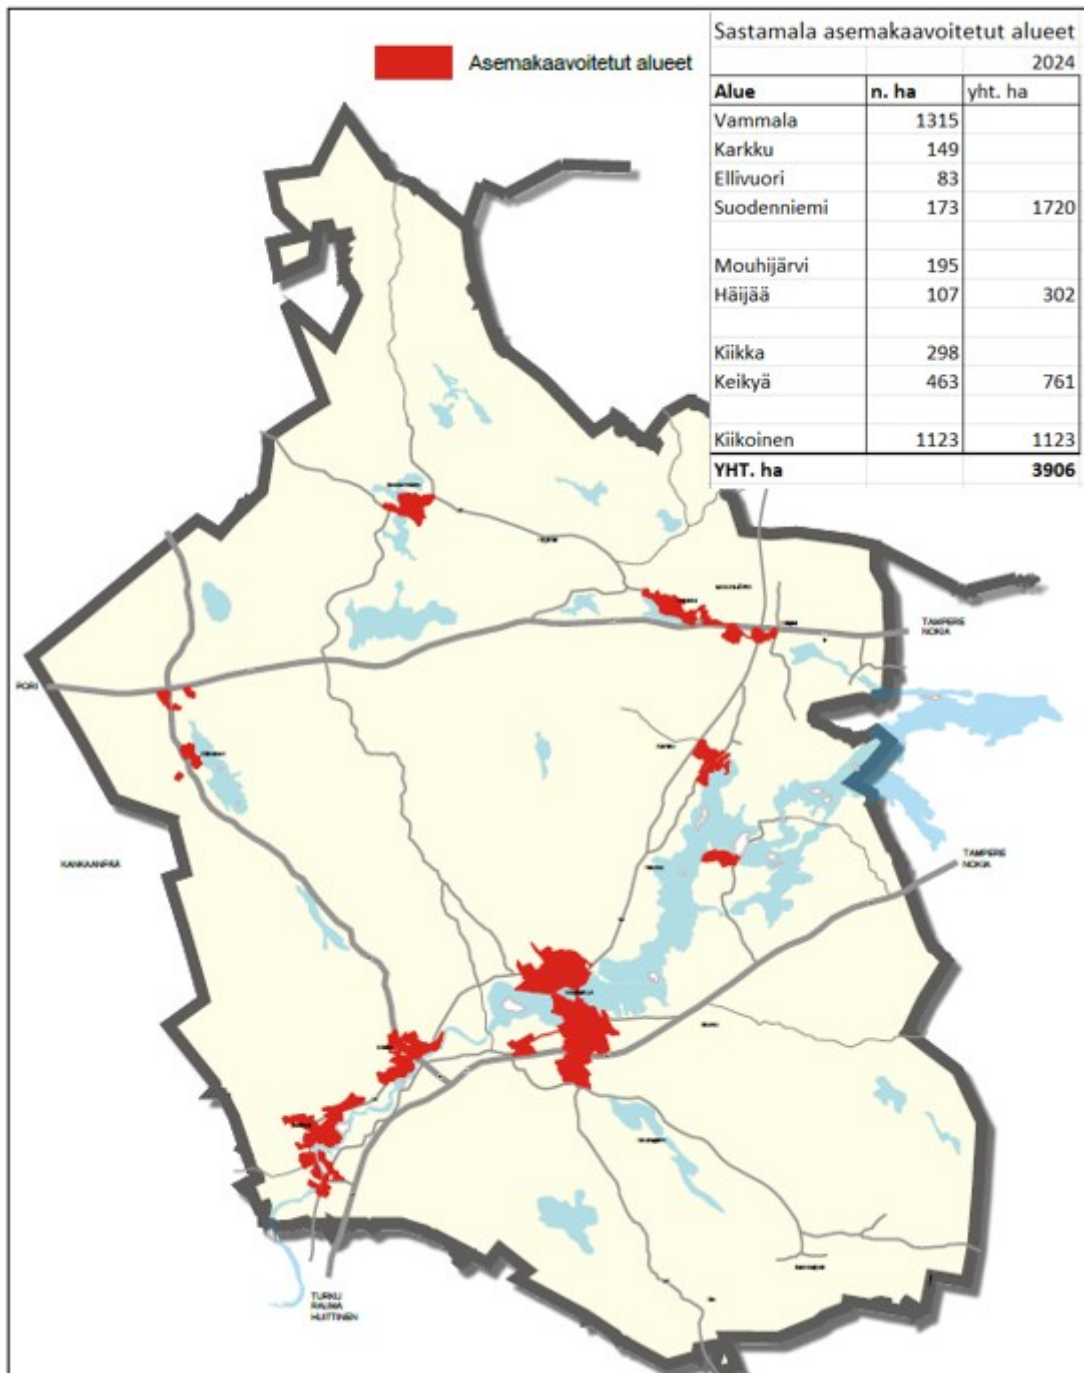 Asemakaavoitetut alueet
Sastamala asemakaavoitetut alueet
2024
Alue n. ha yht. ha
Vammala 1315
Karkku 149
Ellivuori 83
Suodenniemi 173 1720
Mouhijärvi 195
Häijää 107 302
Kiikka 298
Keikyä 463 761
Kiikoinen 1123 1123
YHT. ha 3906
TAMPERE
NOKIA
PORI
KANKAANPÄÄ
TAMPERE
NOKIA
TURKU
RAUMA
HUITTINEN